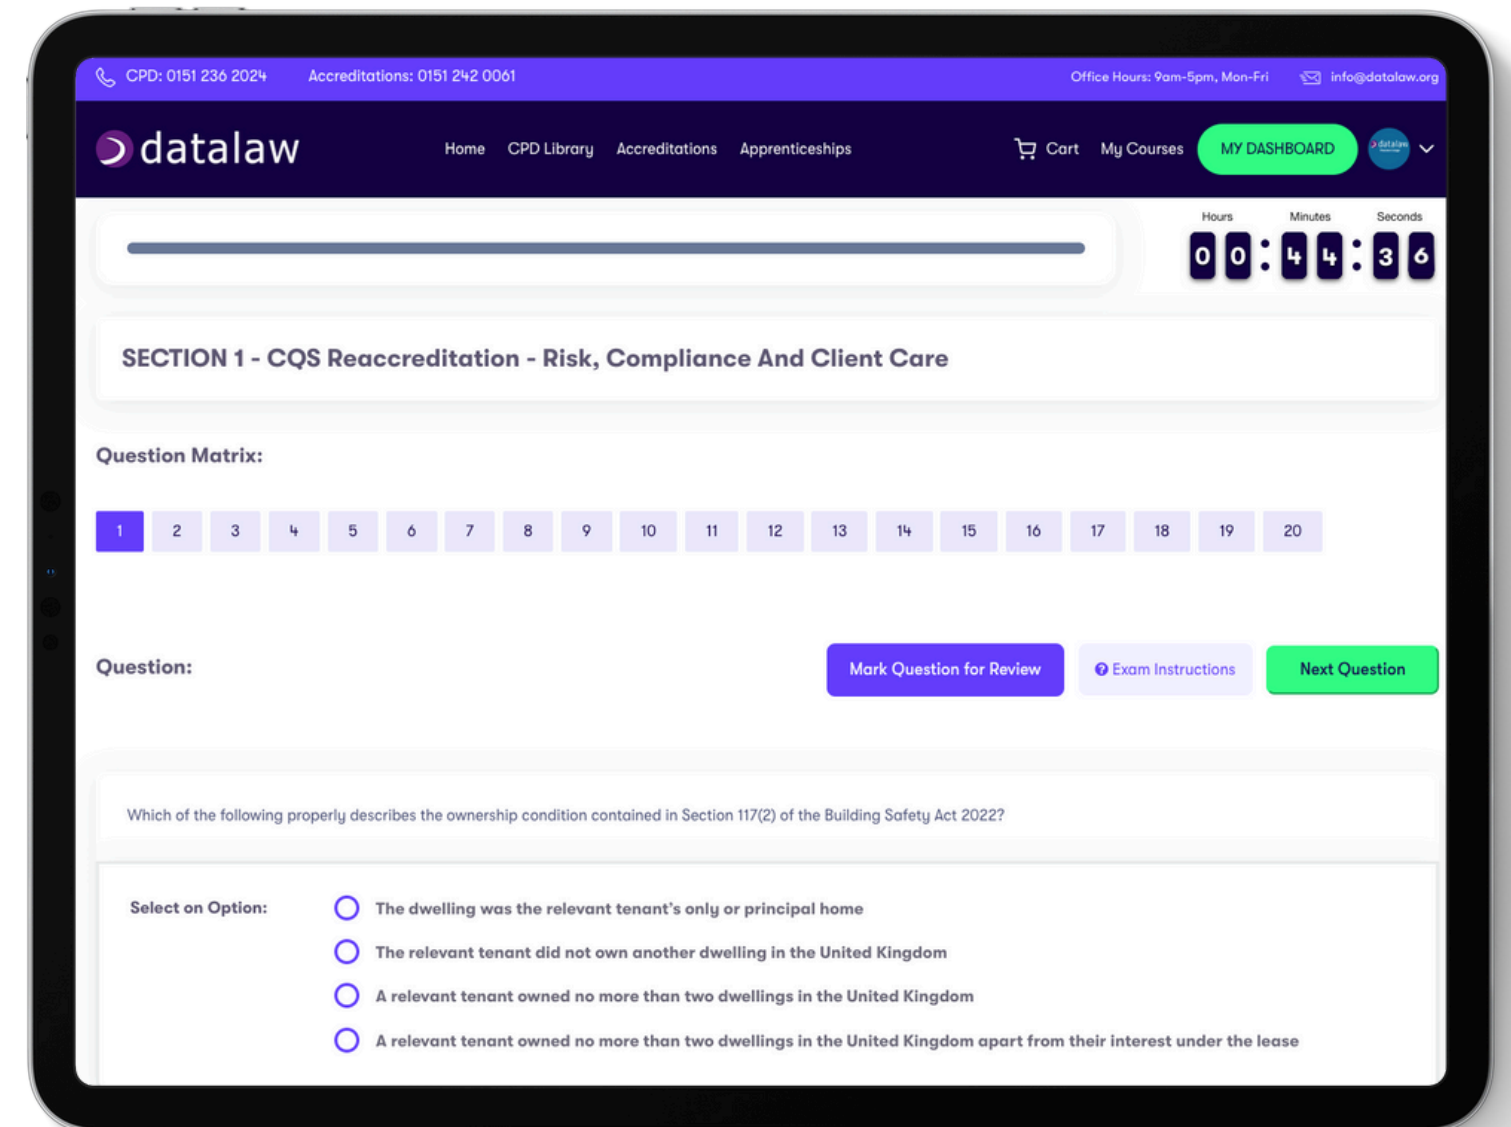 CPD: 0151 236 2024 Accreditations: 0151 242 0061 Office Hours: 9am-5pm, Mon-Fri info@datalaw.org
datalaw Home CPD Library Accreditations Apprenticeships Cart My Courses MY DASHBOARD datalaw
Hours Minutes Seconds
00:44:36
SECTION 1 - CQS Reaccreditation - Risk, Compliance And Client Care
Question Matrix:
1 2 3 4 5 6 7 8 9 10 11 12 13 14 15 16 17 18 19 20
Question: Mark Question for Review Exam Instructions Next Question
Which of the following properly describes the ownership condition contained in Section 117(2) of the Building Safety Act 2022?
Select on Option: The dwelling was the relevant tenant's only or principal home
The relevant tenant did not own another dwelling in the United Kingdom
A relevant tenant owned no more than two dwellings in the United Kingdom
A relevant tenant owned no more than two dwellings in the United Kingdom apart from their interest under the lease